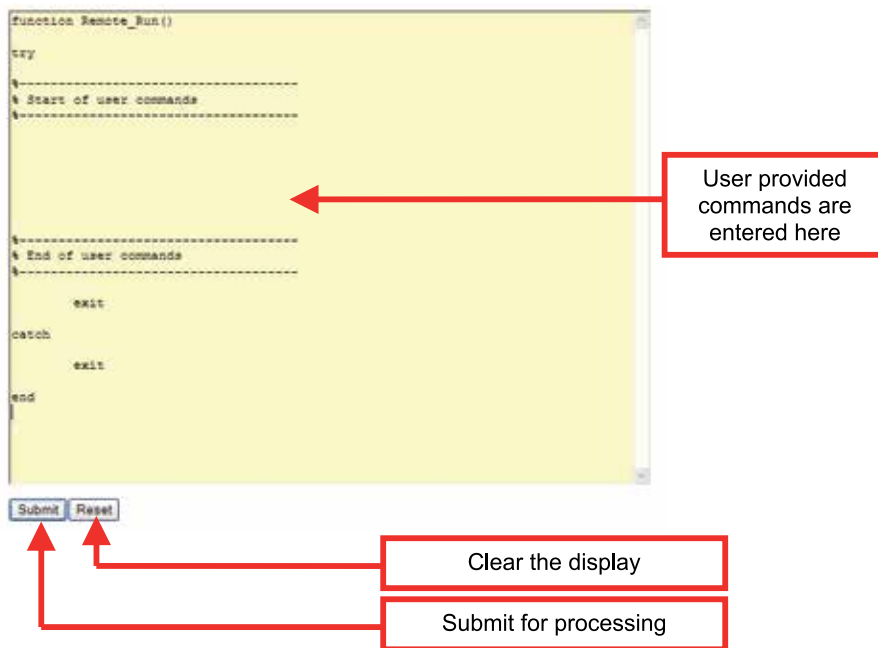 function Remote_Run()
try
%-----------------------------------
% Start of user commands
%-----------------------------------
User provided
commands are
entered here
%-----------------------------------
% End of user commands
%-----------------------------------
exit
catch
exit
end
Submit Reset
Clear the display
Submit for processing